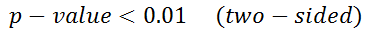 p − value < 0.01 (two − sided)